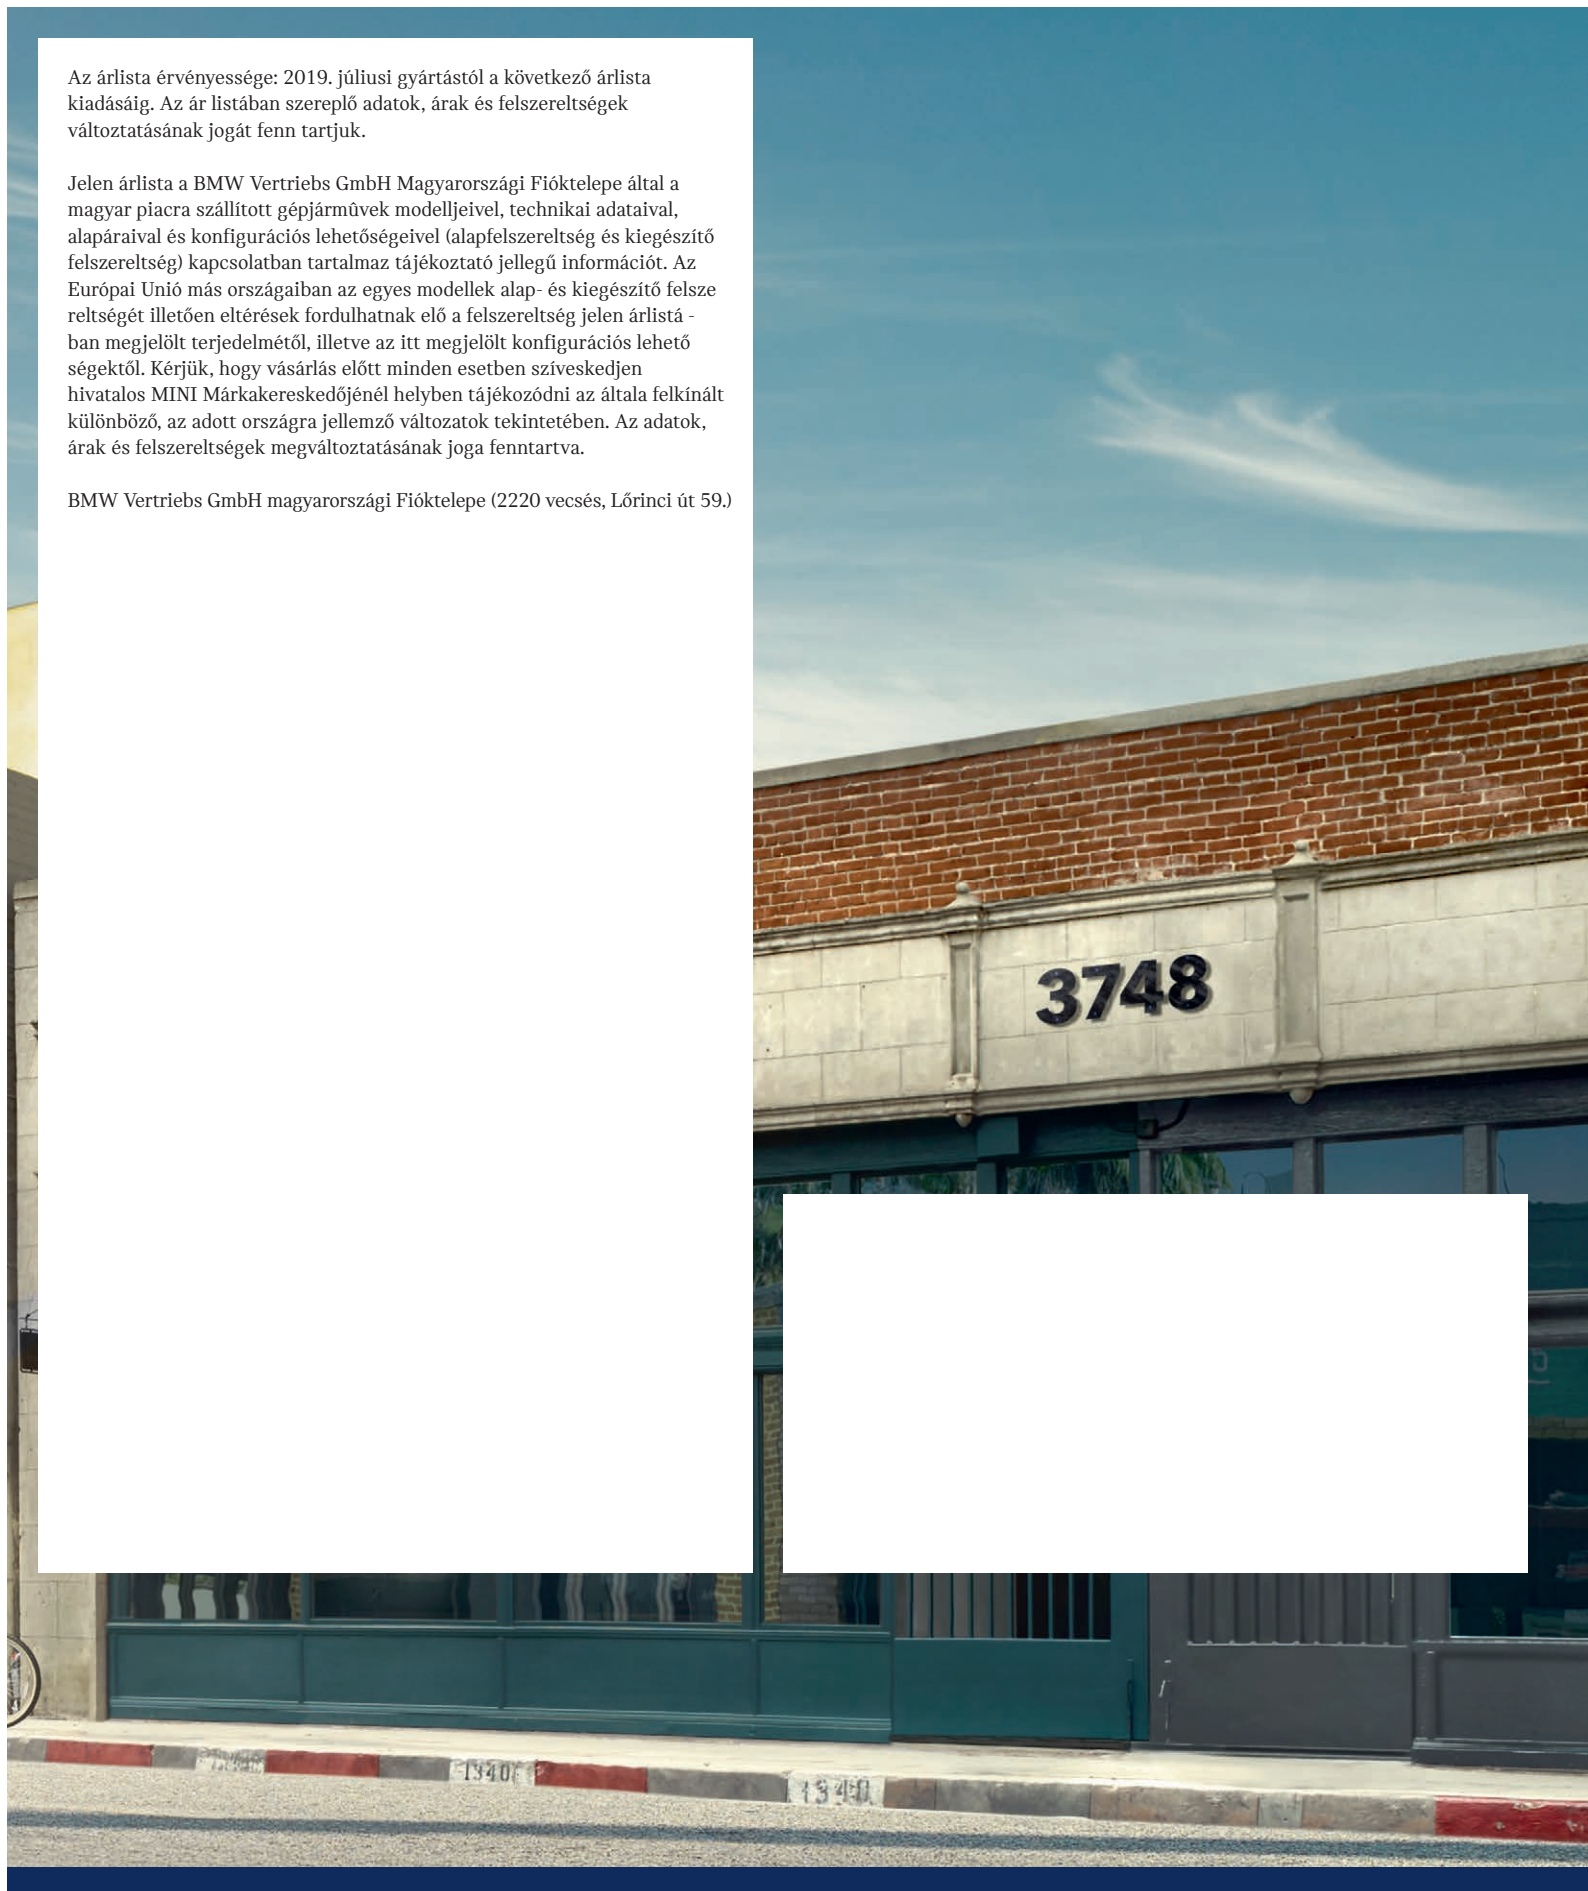 Az árlista érvényessége: 2019. júliusi gyártástól a következő árlista
kiadásáig. Az ár listában szereplő adatok, árak és felszereltségek
változtatásának jogát fenn tartjuk.
Jelen árlista a BMW Vertriebs GmbH Magyarországi Fióktelepe által a
magyar piacra szállított gépjármûvek modelljeivel, technikai adataival,
alapáraival és konfigurációs lehetőségeivel (alapfelszereltség és kiegészítő
felszereltség) kapcsolatban tartalmaz tájékoztató jellegű információt. Az
Európai Unió más országaiban az egyes modellek alap- és kiegészítő felsze
reltségét illetően eltérések fordulhatnak elő a felszereltség jelen árlistá -
ban megjelölt terjedelmétől, illetve az itt megjelölt konfigurációs lehető
ségektől. Kérjük, hogy vásárlás előtt minden esetben szíveskedjen
hivatalos MINI Márkakereskedőjénél helyben tájékozódni az általa felkínált
különböző, az adott országra jellemző változatok tekintetében. Az adatok,
árak és felszereltségek megváltoztatásának joga fenntartva.
BMW Vertriebs GmbH magyarországi Fióktelepe (2220 vecsés, Lőrinci út 59.)
3748
1340
1340